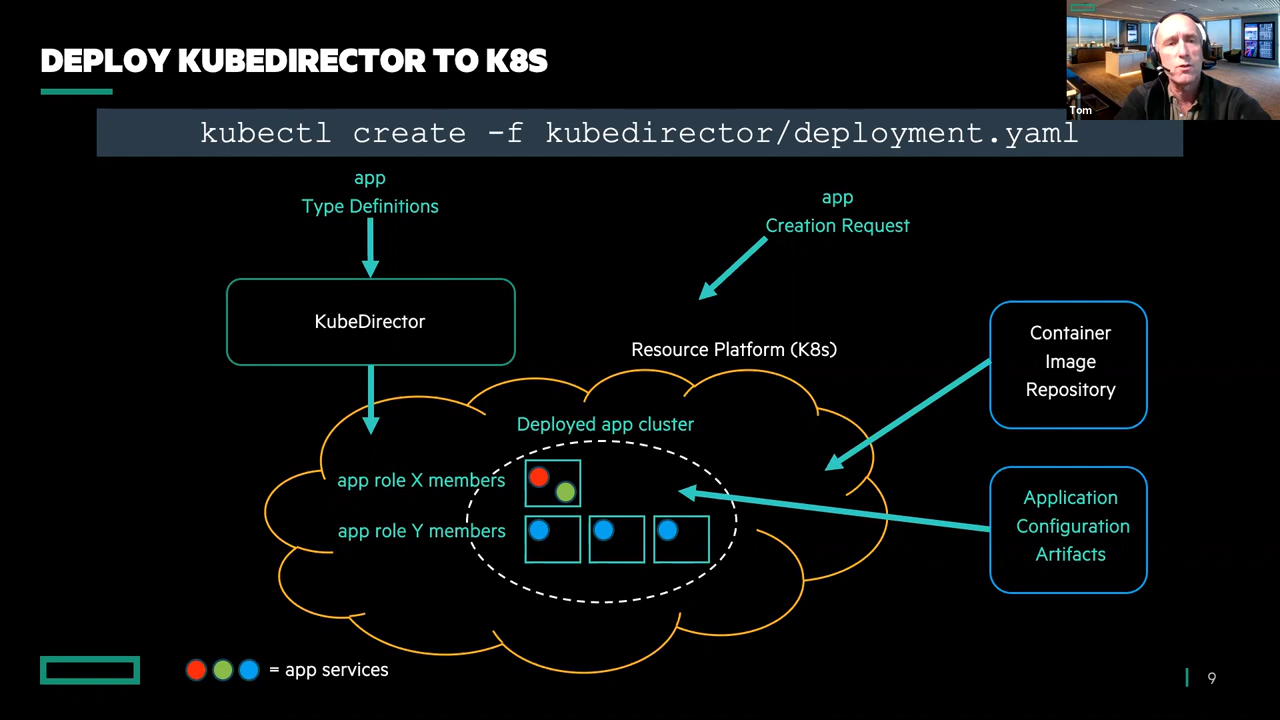 DEPLOY KUBEDIRECTOR TO K8S
Tom
kubectl create -f kubedirector/deployment.yaml
app
Type Definitions
app
Creation Request
KubeDirector
Resource Platform (K8s)
Container
Image
Repository
Deployed app cluster
app role X members
app role Y members
Application
Configuration
Artifacts
= app services
9